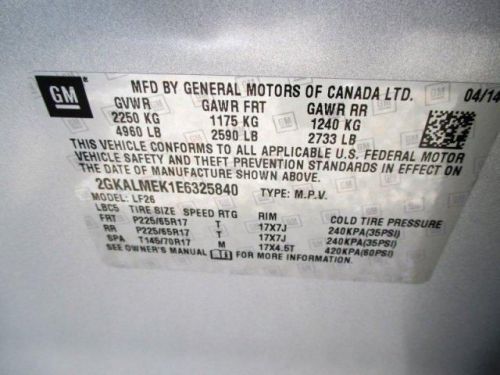 GM
MFD BY GENERAL MOTORS OF CANADA LTD. 04/14
GVWR GAWR FRT GAWR RR
2250 KG 1175 KG 1240 KG
4960 LB 2590 LB 2733 LB
THIS VEHICLE CONFORMS TO ALL APPLICABLE U.S. FEDERAL MOTOR
VEHICLE SAFETY AND THEFT PREVENTION STANDARDS IN EFFECT ON
THE DATE OF MANUFACTURE SHOWN ABOVE.
2GKALMEK1E6325840 TYPE: M.P.V.
MODEL: LF26
LBC5 TIRE SIZE SPEED RTG RIM COLD TIRE PRESSURE
FRT P225/65R17 T 17X7J 240KPA(35PSI)
RR P225/65R17 T 17X7J 240KPA(35PSI)
SPA T145/70R17 M 17X4.5T 420KPA(60PSI)
SEE OWNER'S MANUAL FOR MORE INFORMATION.